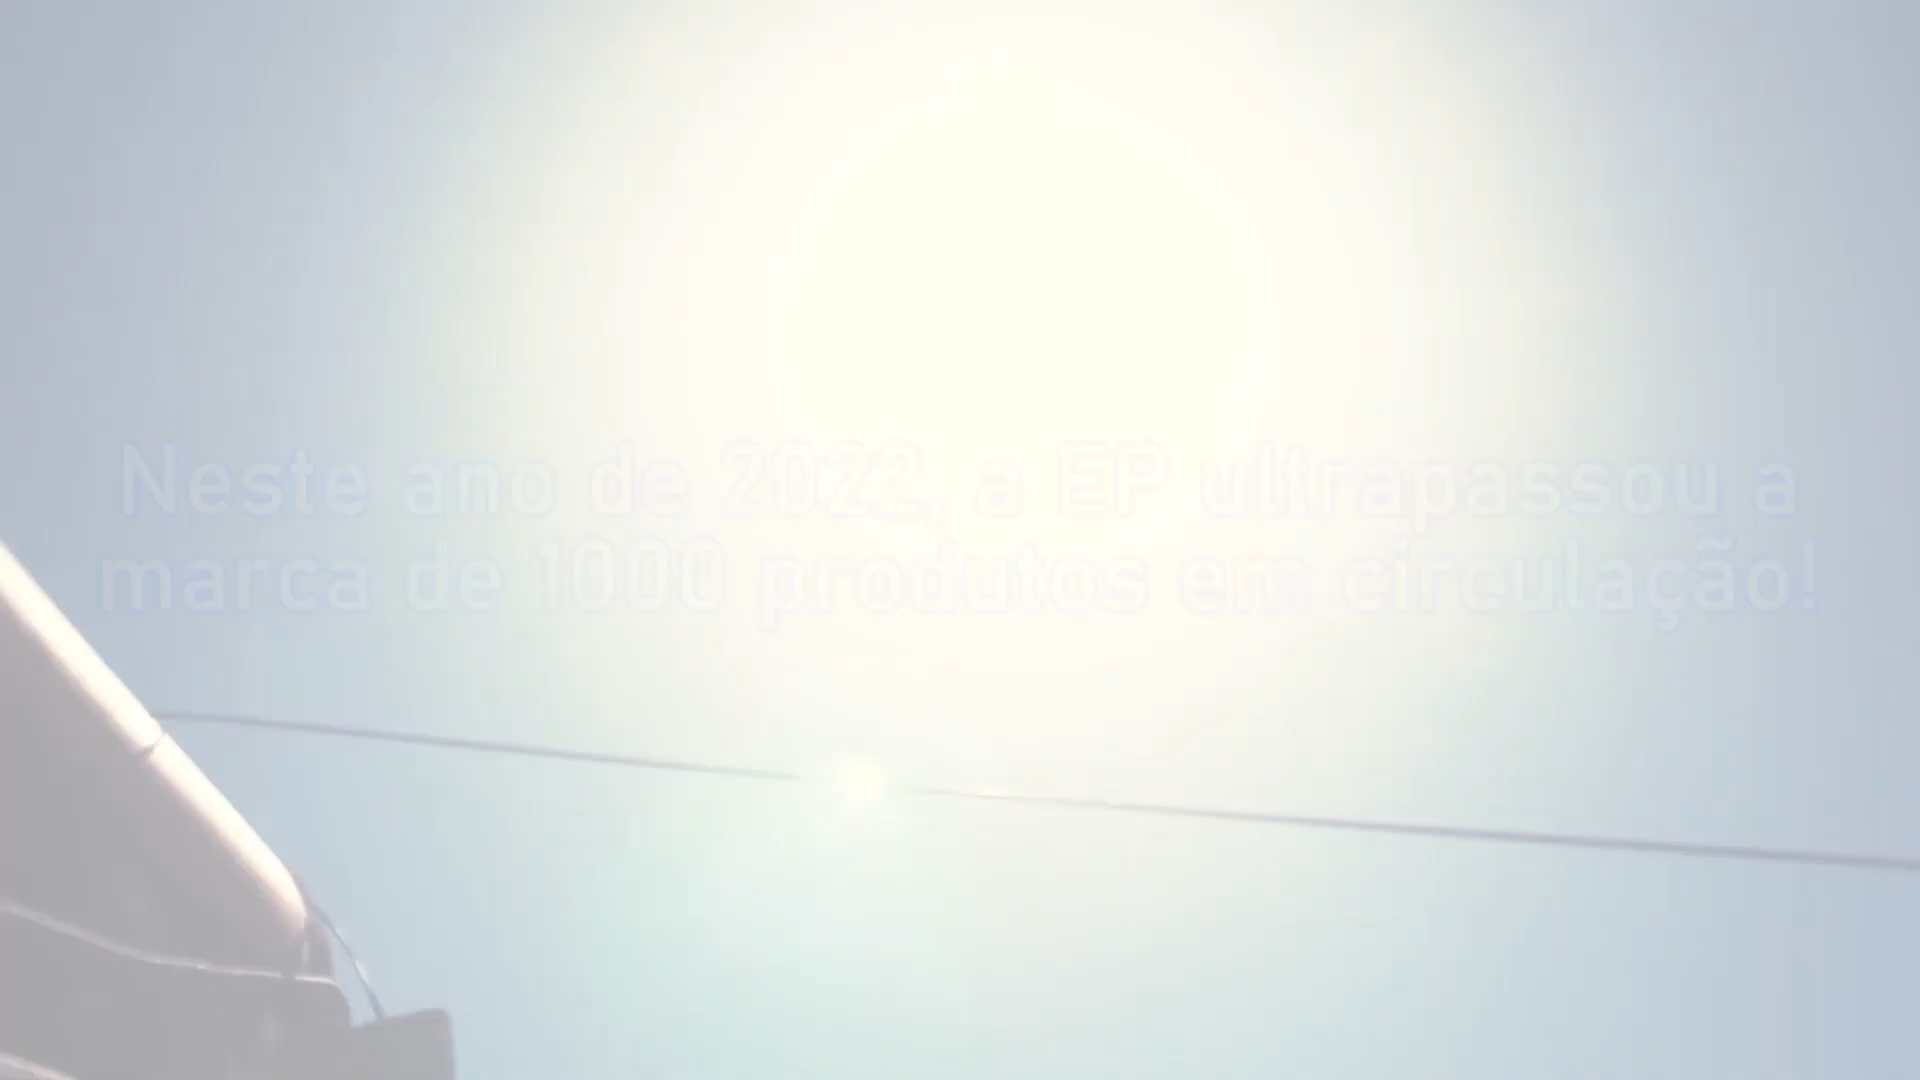 Neste ano de 2022, a EP ultrapassou a
marca de 1000 produtos em circulação!